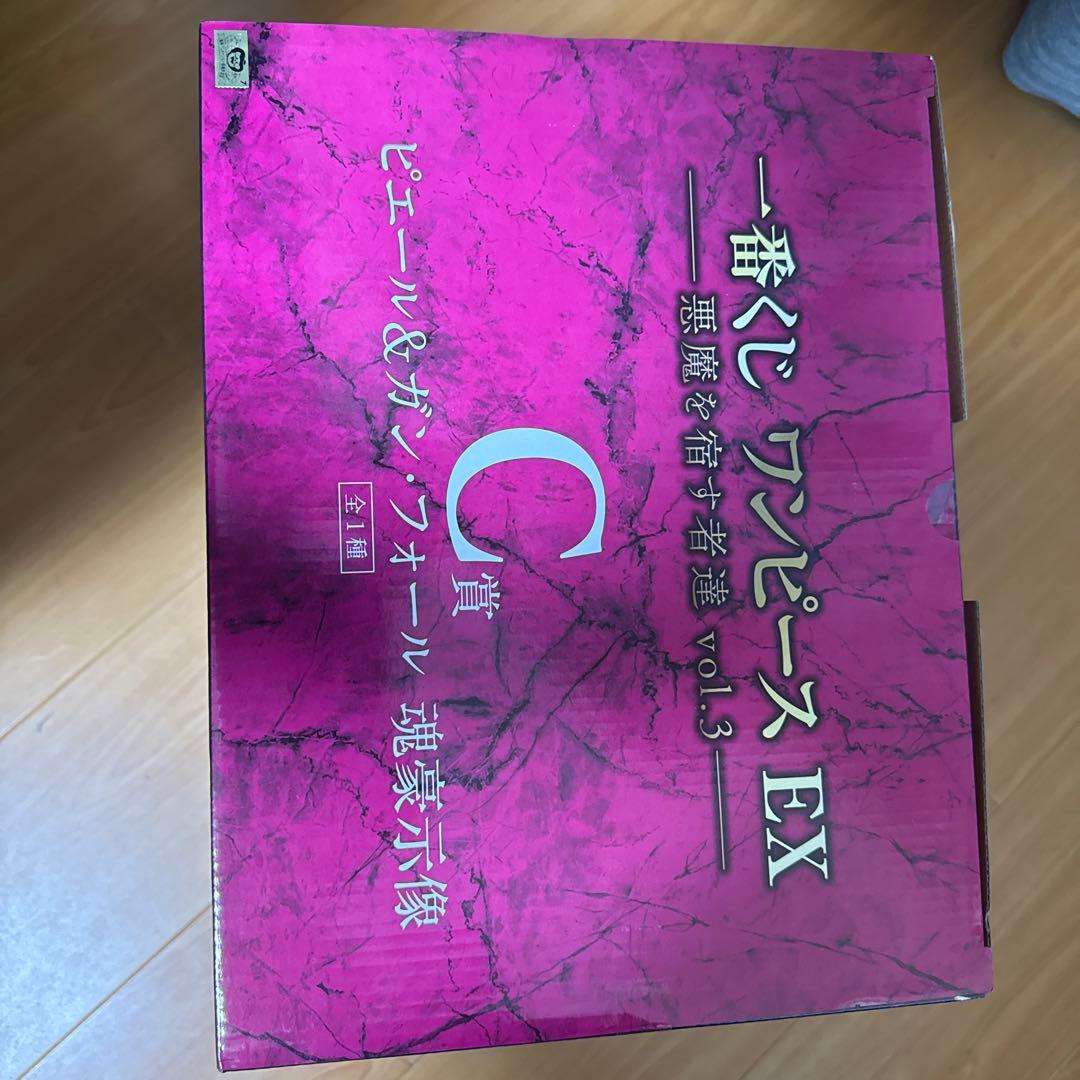 一番くじ ワンピース EX
悪魔を宿す者達 vol.3
C賞
ピエール&ガン・フォール 魂豪示像
全1種